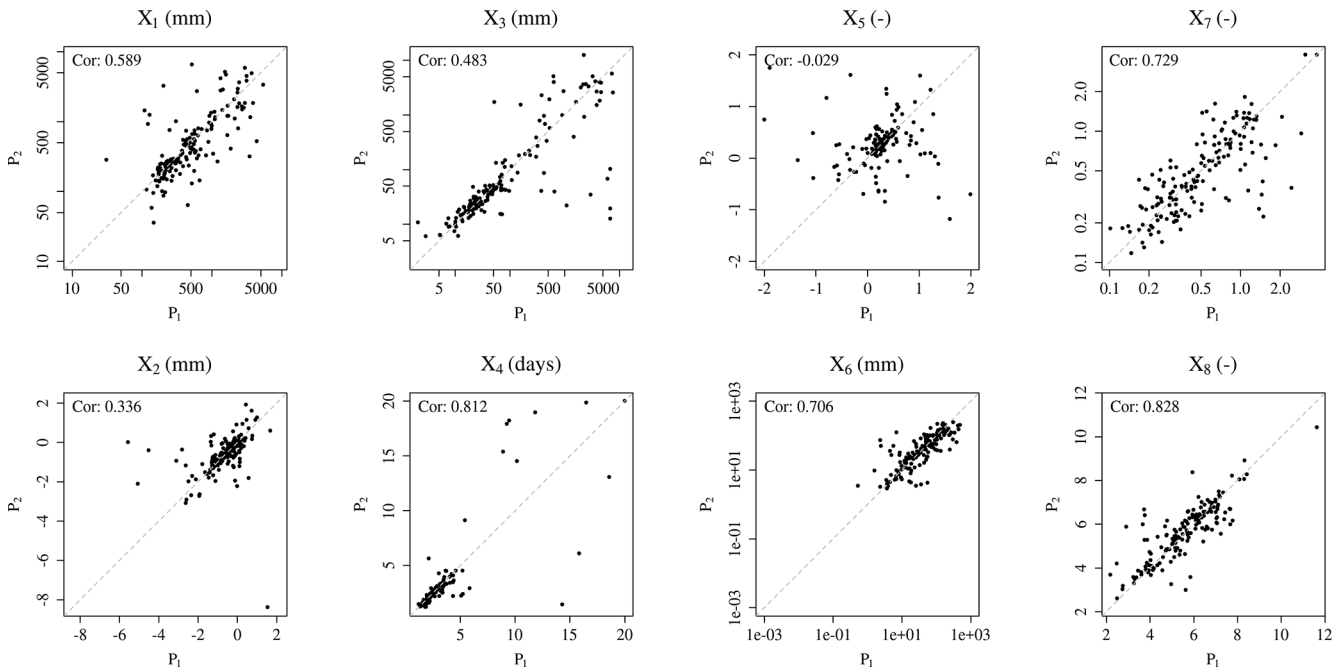 X1 (mm)
Cor: 0.589
5000
500
50
10
P2
10 50 500 5000
P1
X3 (mm)
Cor: 0.483
5000
500
50
5
P2
5 50 500 5000
P1
X5 (-)
Cor: -0.029
2
1
0
-1
-2
P2
-2 -1 0 1 2
P1
X7 (-)
Cor: 0.729
2.0
1.0
0.5
0.2
0.1
P2
0.1 0.2 0.5 1.0 2.0
P1
X2 (mm)
Cor: 0.336
2
0
-2
-4
-6
-8
P2
-8 -6 -4 -2 0 2
P1
X4 (days)
Cor: 0.812
20
15
10
5
P2
5 10 15 20
P1
X6 (mm)
Cor: 0.706
1e+03
1e+01
1e-01
1e-03
P2
1e-03 1e-01 1e+01 1e+03
P1
X8 (-)
Cor: 0.828
12
10
8
6
4
2
P2
2 4 6 8 10 12
P1